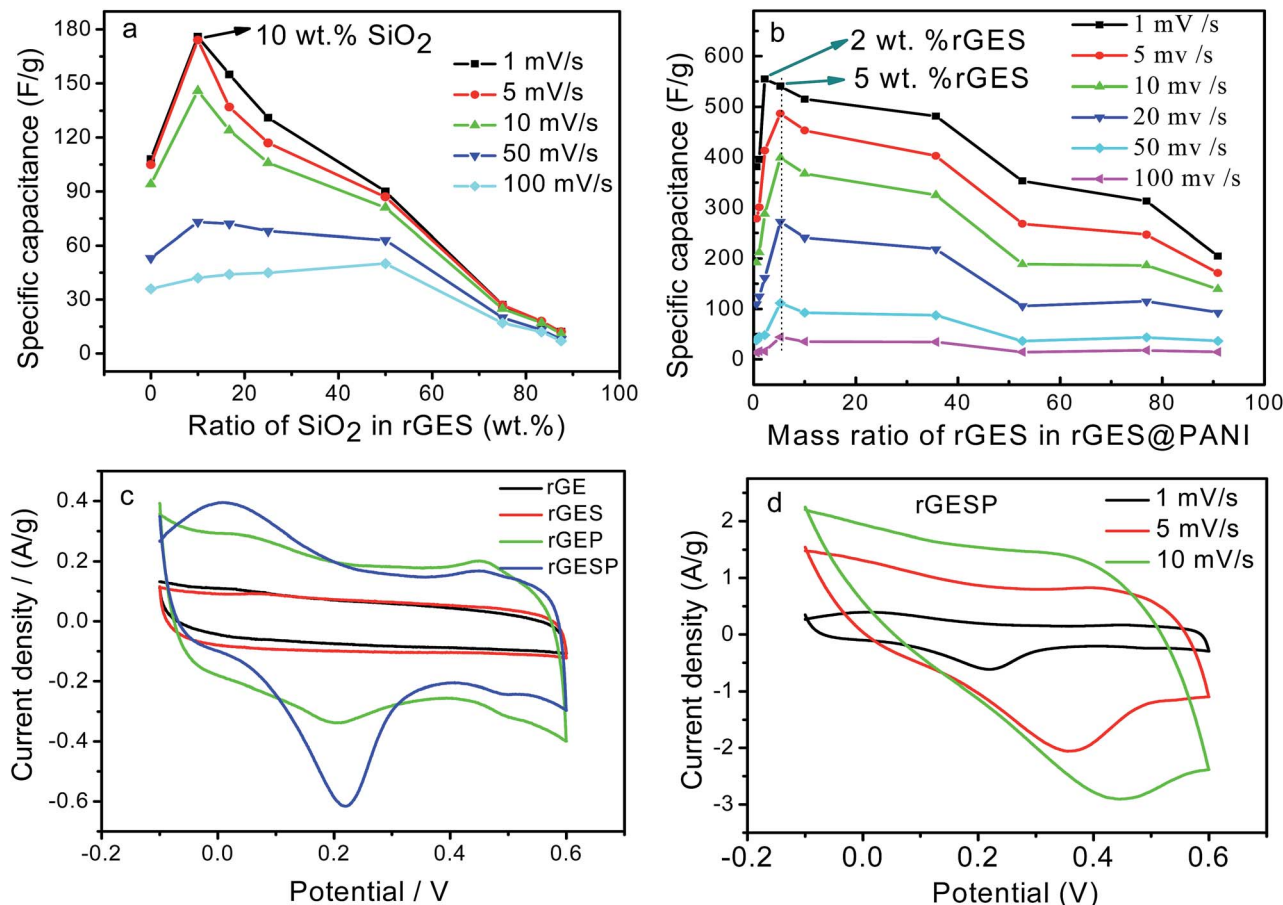 a
10 wt.% SiO₂
1 mV/s
5 mV/s
10 mV/s
50 mV/s
100 mV/s
180
150
120
90
60
30
0
Specific capacitance (F/g)
0 20 40 60 80 100
Ratio of SiO₂ in rGES (wt.%)
b
2 wt. %rGES
5 wt. %rGES
1 mV /s
5 mv /s
10 mv /s
20 mv /s
50 mv /s
100 mv /s
600
500
400
300
200
100
0
Specific capacitance (F/g)
0 20 40 60 80 100
Mass ratio of rGES in rGES@PANI
c
rGE
rGES
rGEP
rGESP
0.4
0.2
0.0
-0.2
-0.4
-0.6
Current density / (A/g)
-0.2 0.0 0.2 0.4 0.6
Potential / V
d
rGESP
1 mV/s
5 mV/s
10 mV/s
2
1
0
-1
-2
-3
Current density (A/g)
-0.2 0.0 0.2 0.4 0.6
Potential (V)